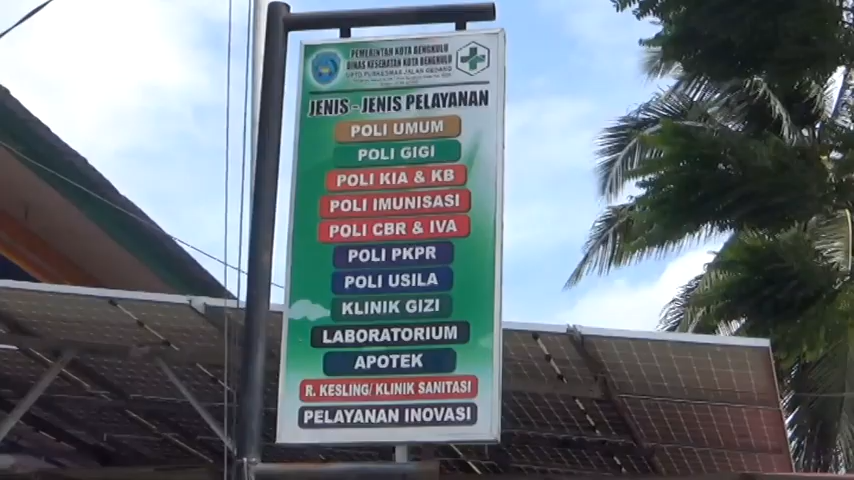 PEMERINTAH KOTA BENGKULU
DINAS KESEHATAN KOTA BENGKULU
UPTD PUSKESMAS JALAN GEDANG
JENIS - JENIS PELAYANAN
POLI UMUM
POLI GIGI
POLI KIA & KB
POLI IMUNISASI
POLI CBR & IVA
POLI PKPR
POLI USILA
KLINIK GIZI
LABORATORIUM
APOTEK
R. KESLING/ KLINIK SANITASI
PELAYANAN INOVASI